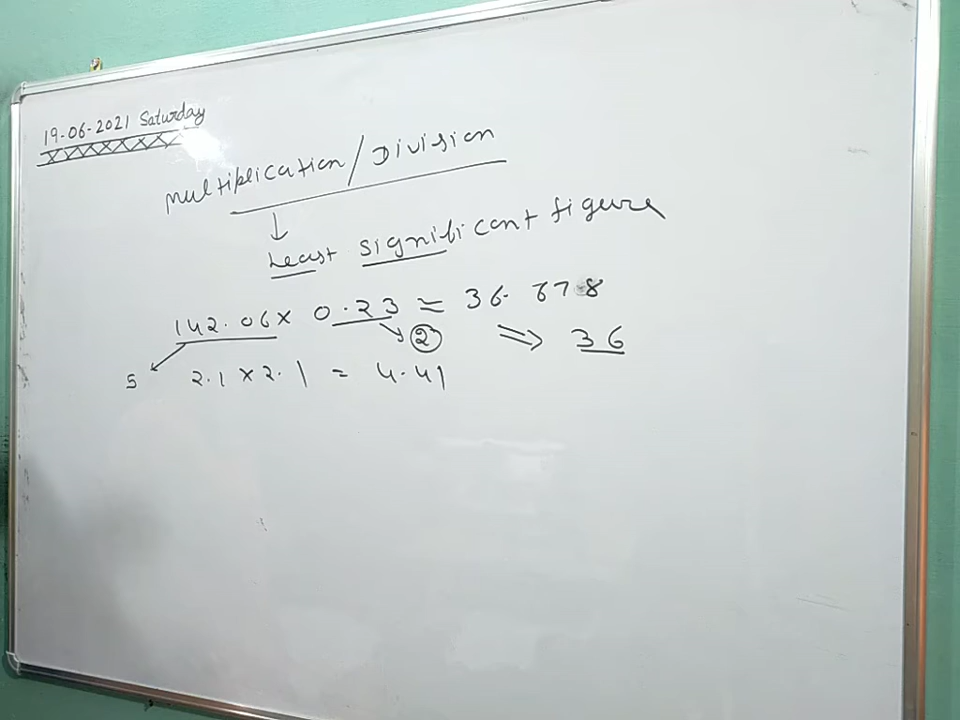 19-06-2021 Saturday
Multiplication/Division
↓
Least significant figure
142.06 x 0.23 = 36.678
② ⇒ 36
5 2.1 x 2.1 = 4.41